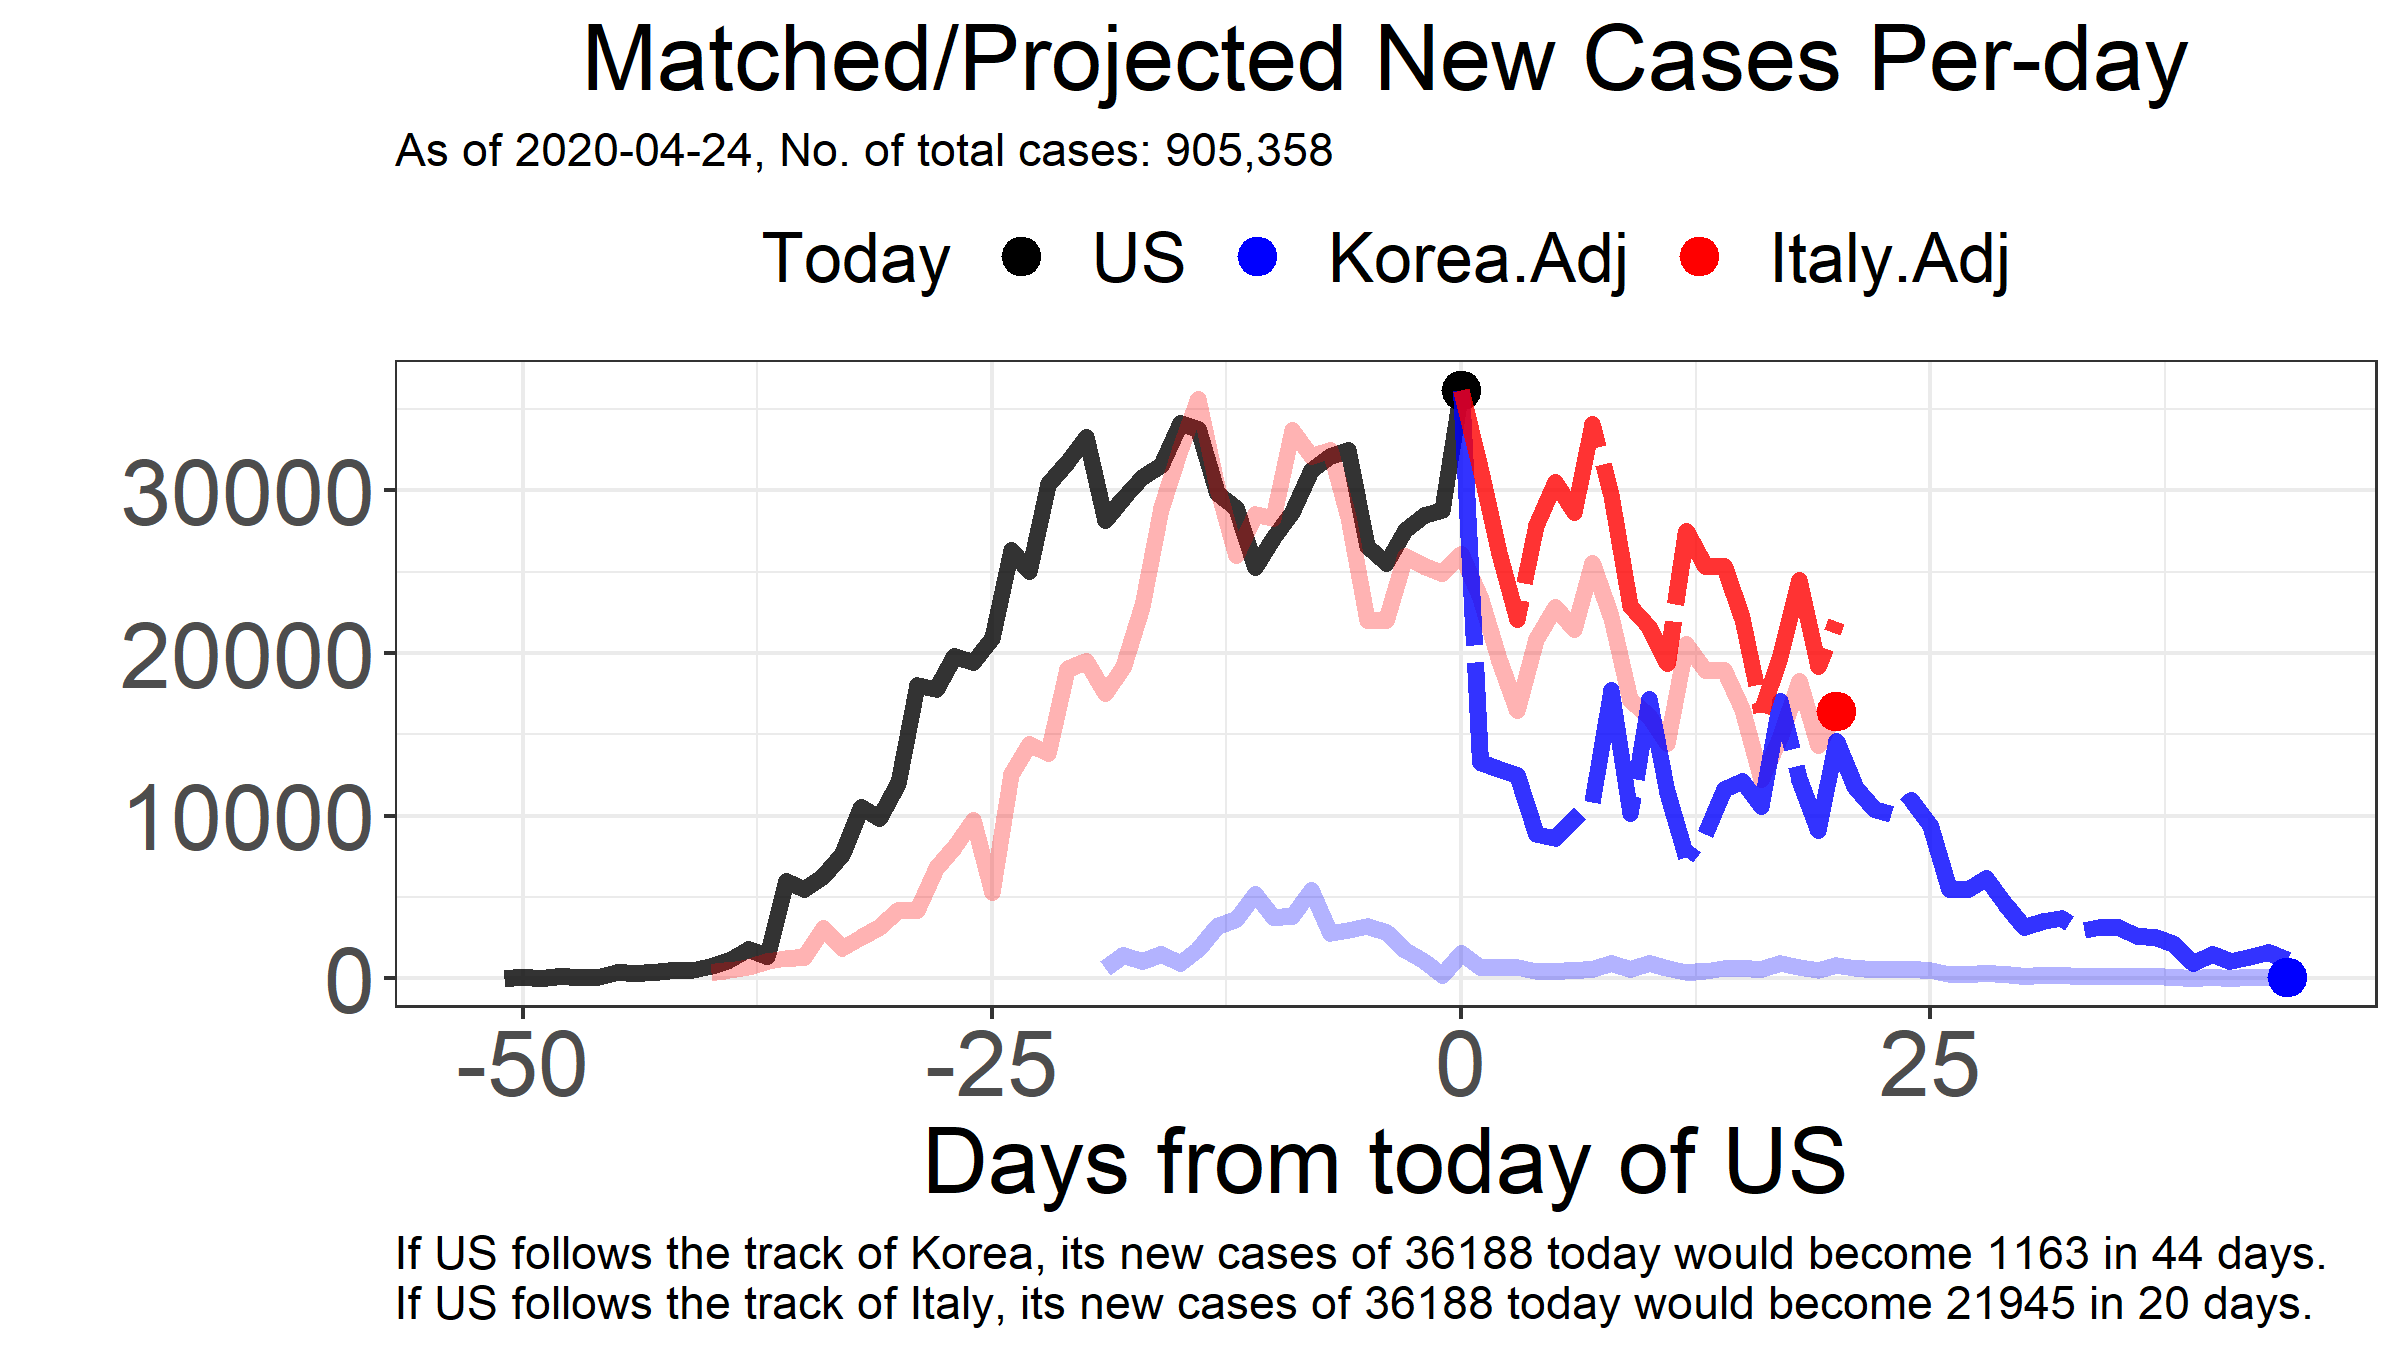 Matched/Projected New Cases Per-day
As of 2020-04-24, No. of total cases: 905,358
Today US Korea.Adj Italy.Adj
30000
20000
10000
0
-50 -25 0 25
Days from today of US
If US follows the track of Korea, its new cases of 36188 today would become 1163 in 44 days.
If US follows the track of Italy, its new cases of 36188 today would become 21945 in 20 days.